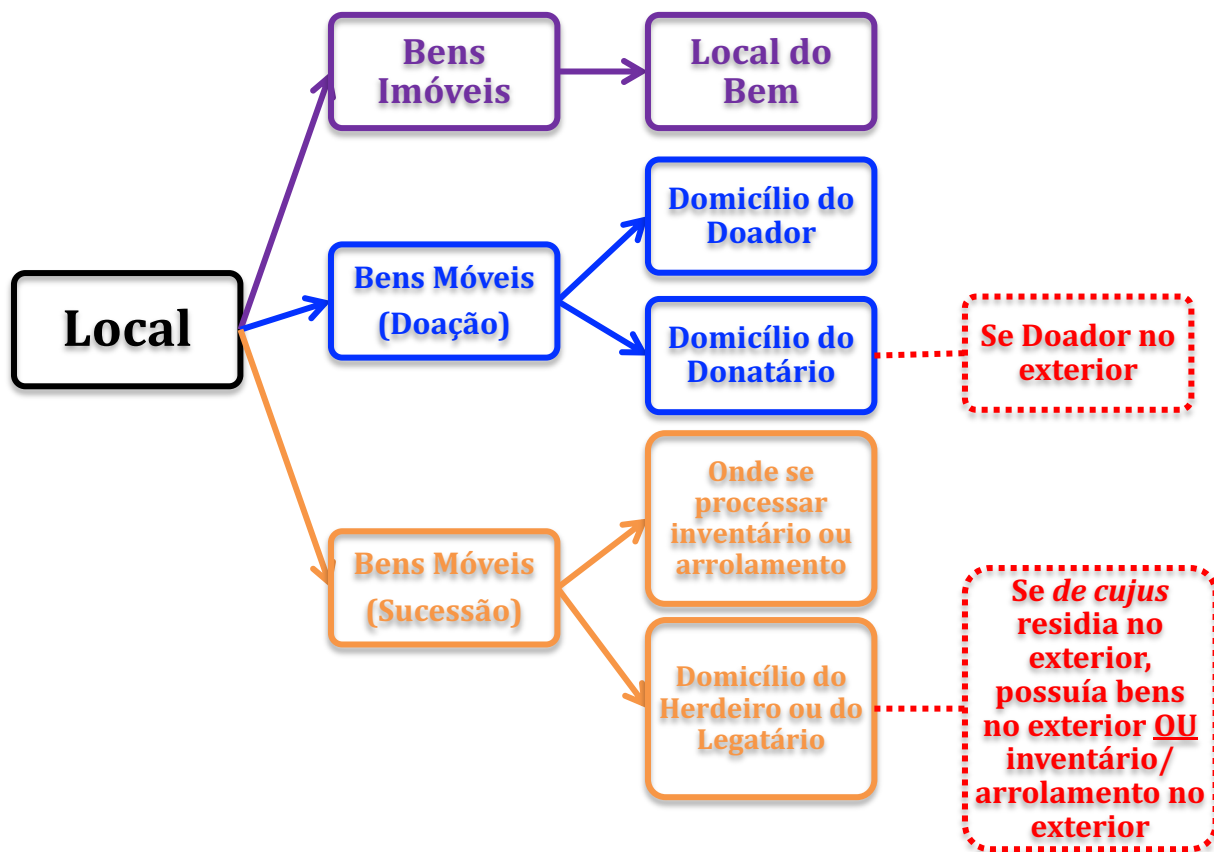 Local
Bens
Imóveis
Local do
Bem
Bens Móveis
(Doação)
Domicílio do
Doador
Domicílio do
Donatário
Se Doador no
exterior
Bens Móveis
(Sucessão)
Onde se
processar
inventário ou
arrolamento
Domicílio do
Herdeiro ou do
Legatário
Se de cujus
residia no
exterior,
possuía bens
no exterior OU
inventário/
arrolamento no
exterior